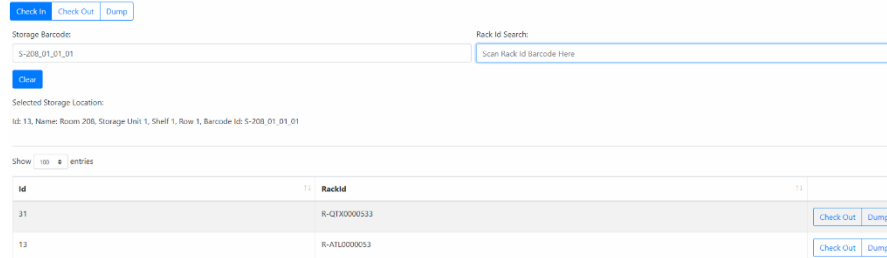 Check In Check Out Dump
Storage Barcode: Rack Id Search:
S-208_01_01_01 Scan Rack Id Barcode Here
Clear
Selected Storage Location:
Id: 13, Name: Room 208, Storage Unit 1, Shelf 1, Row 1, Barcode Id: S-208_01_01_01
Show 100 entries
Id RackId
31 R-QTX0000533 Check Out Dump
13 R-ATL0000053 Check Out Dump